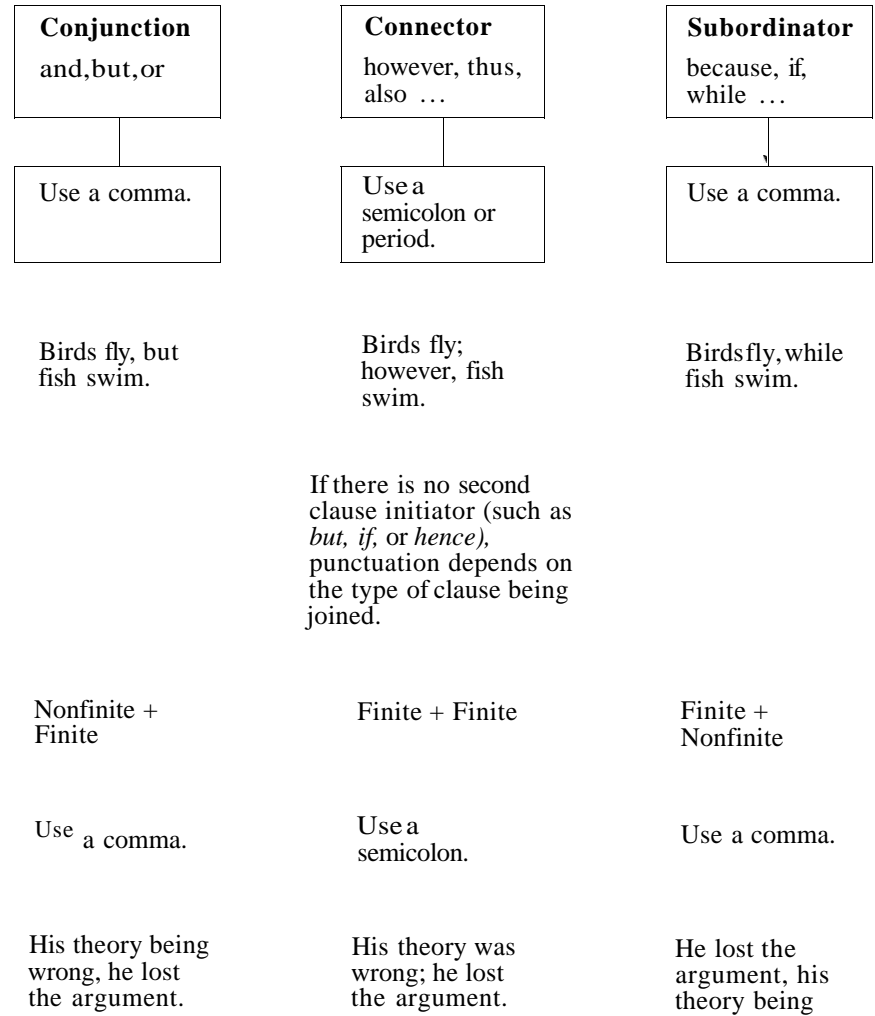 Conjunction
and,but,or
Connector
however, thus,
also ...
Subordinator
because, if,
while ...
Use a comma.
Use a
semicolon or
period.
Use a comma.
Birds fly, but
fish swim.
Birds fly;
however, fish
swim.
Birds fly, while
fish swim.
If there is no second
clause initiator (such as
but, if, or hence),
punctuation depends on
the type of clause being
joined.
Nonfinite +
Finite
Finite + Finite
Finite +
Nonfinite
Use a comma.
Use a
semicolon.
Use a comma.
His theory being
wrong, he lost
the argument.
His theory was
wrong; he lost
the argument.
He lost the
argument, his
theory being